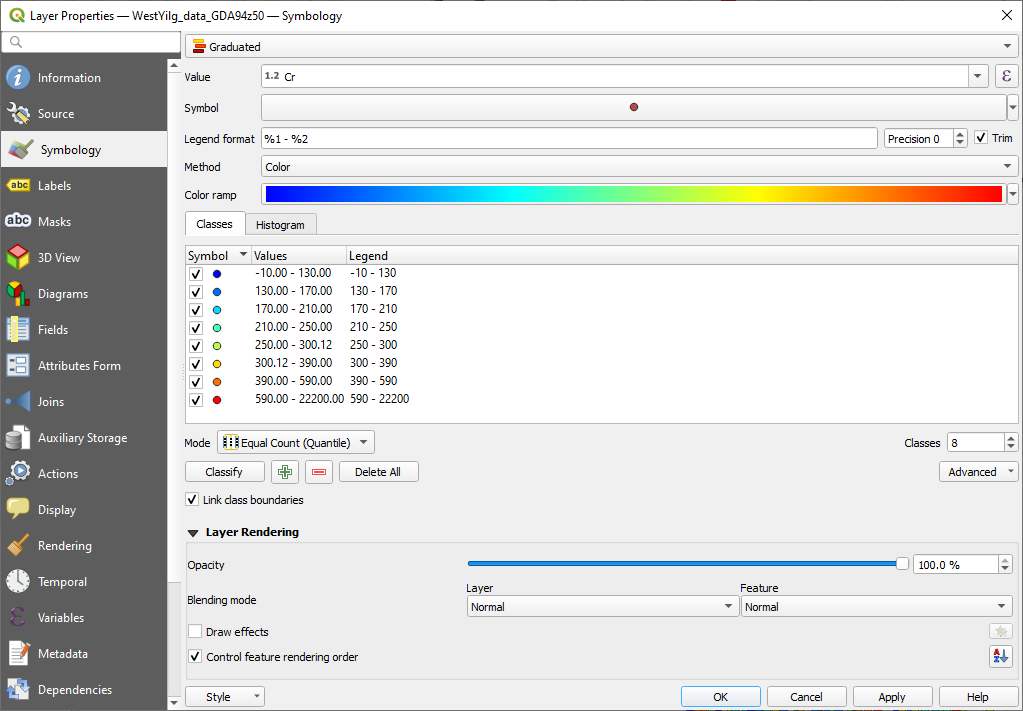 Layer Properties — WestYilg_data_GDA94z50 — Symbology
Information
Source
Symbology
Labels
abc
Masks
abc
3D View
Diagrams
Fields
Attributes Form
Joins
Auxiliary Storage
Actions
Display
Rendering
Temporal
Variables
Metadata
Dependencies
Graduated
Value 1.2 Cr ε
Symbol
Legend format %1 - %2 Precision 0 Trim
Method Color
Color ramp
Classes Histogram
Symbol Values Legend
-10.00 - 130.00 -10 - 130
130.00 - 170.00 130 - 170
170.00 - 210.00 170 - 210
210.00 - 250.00 210 - 250
250.00 - 300.12 250 - 300
300.12 - 390.00 300 - 390
390.00 - 590.00 390 - 590
590.00 - 22200.00 590 - 22200
Mode Equal Count (Quantile) Classes 8
Classify Delete All Advanced
Link class boundaries
Layer Rendering
Opacity 100.0 %
Layer Feature
Blending mode Normal Normal
Draw effects
Control feature rendering order
Style OK Cancel Apply Help